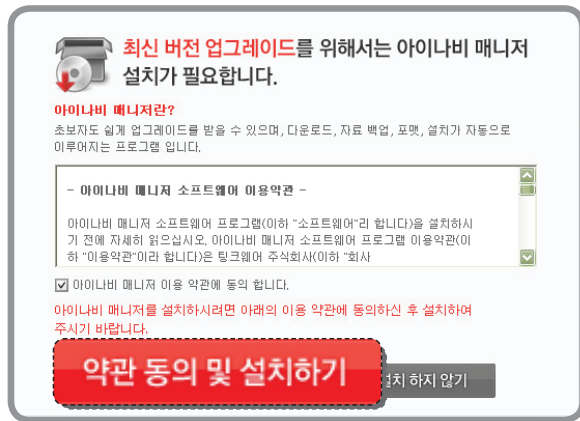 최신 버전 업그레이드를 위해서는 아이나비 매니저
설치가 필요합니다.
아이나비 매니저란?
초보자도 쉽게 업그레이드를 받을 수 있으며, 다운로드, 자료 백업, 포맷, 설치가 자동으로
이루어지는 프로그램 입니다.
- 아이나비 매니저 소프트웨어 이용약관 -
아이나비 매니저 소프트웨어 프로그램(이하 "소프트웨어"리 합니다)을 설치하시
기 전에 자세히 읽으십시오. 아이나비 매니저 소프트웨어 프로그램 이용약관(이
하 "이용약관"이라 합니다)은 팅크웨어 주식회사(이하 "회사
아이나비 매니저 이용 약관에 동의 합니다.
아이나비 매니저를 설치하시려면 아래의 이용 약관에 동의하신 후 설치하여
주시기 바랍니다.
약관 동의 및 설치하기
치 하지 않기